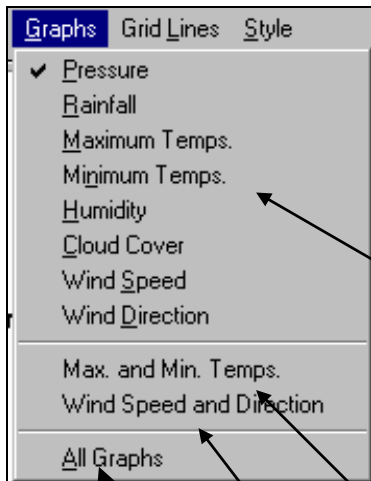 Graphs Grid Lines Style
✔ Pressure
Rainfall
Maximum Temps.
Minimum Temps.
Humidity
Cloud Cover
Wind Speed
Wind Direction
Max. and Min. Temps.
Wind Speed and Direction
All Graphs